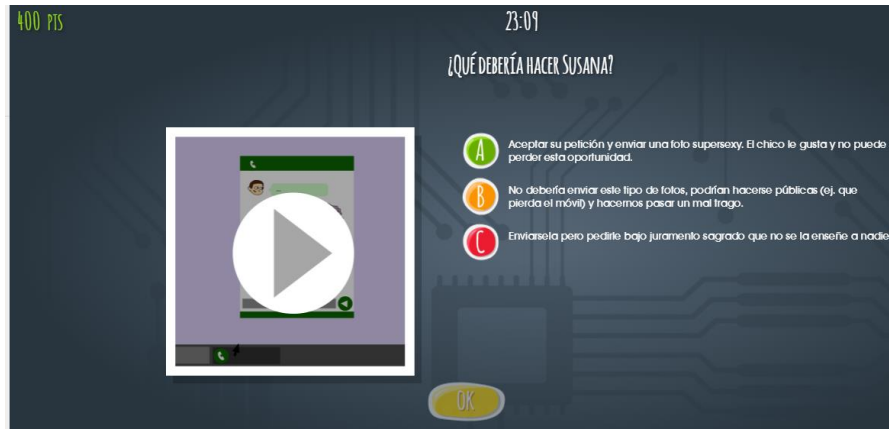 400 PTS
23:09
¿QUÉ DEBERÍA HACER SUSANA?
A
Aceptar su petición y enviar una foto supersexy. El chico le gusta y no puede
perder esta oportunidad.
B
No debería enviar este tipo de fotos, podrían hacerse públicas (ej. que
pierda el móvil) y hacernos pasar un mal trago.
C
Enviarsela pero pedirle bajo juramento sagrado que no se la enseñe a nadie
OK